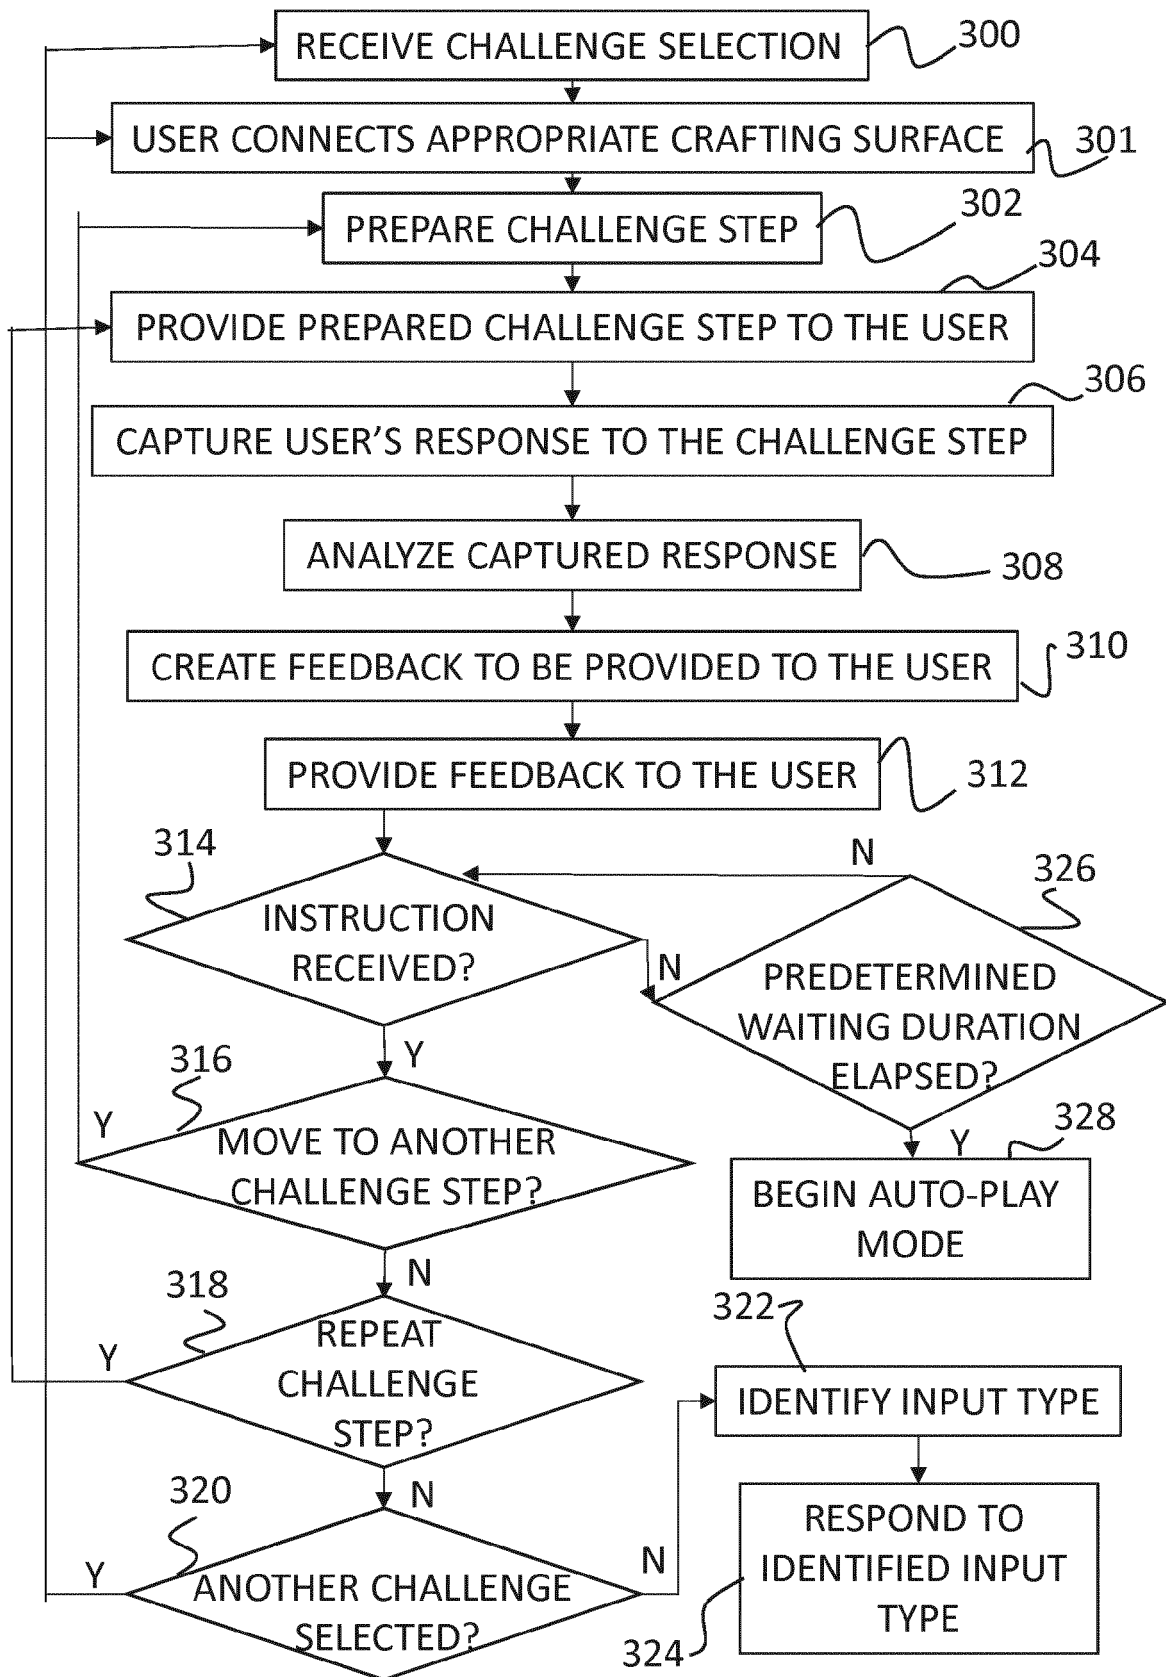 RECEIVE CHALLENGE SELECTION
300
USER CONNECTS APPROPRIATE CRAFTING SURFACE
301
PREPARE CHALLENGE STEP
302
304
PROVIDE PREPARED CHALLENGE STEP TO THE USER
306
CAPTURE USER'S RESPONSE TO THE CHALLENGE STEP
ANALYZE CAPTURED RESPONSE
308
CREATE FEEDBACK TO BE PROVIDED TO THE USER
310
PROVIDE FEEDBACK TO THE USER
312
314
INSTRUCTION
RECEIVED?
N
N
326
PREDETERMINED
WAITING DURATION
ELAPSED?
Y
316
Y
MOVE TO ANOTHER
CHALLENGE STEP?
Y
328
BEGIN AUTO-PLAY
MODE
N
318
Y
REPEAT
CHALLENGE
STEP?
322
IDENTIFY INPUT TYPE
N
320
Y
ANOTHER CHALLENGE
SELECTED?
N
RESPOND TO
IDENTIFIED INPUT
TYPE
324